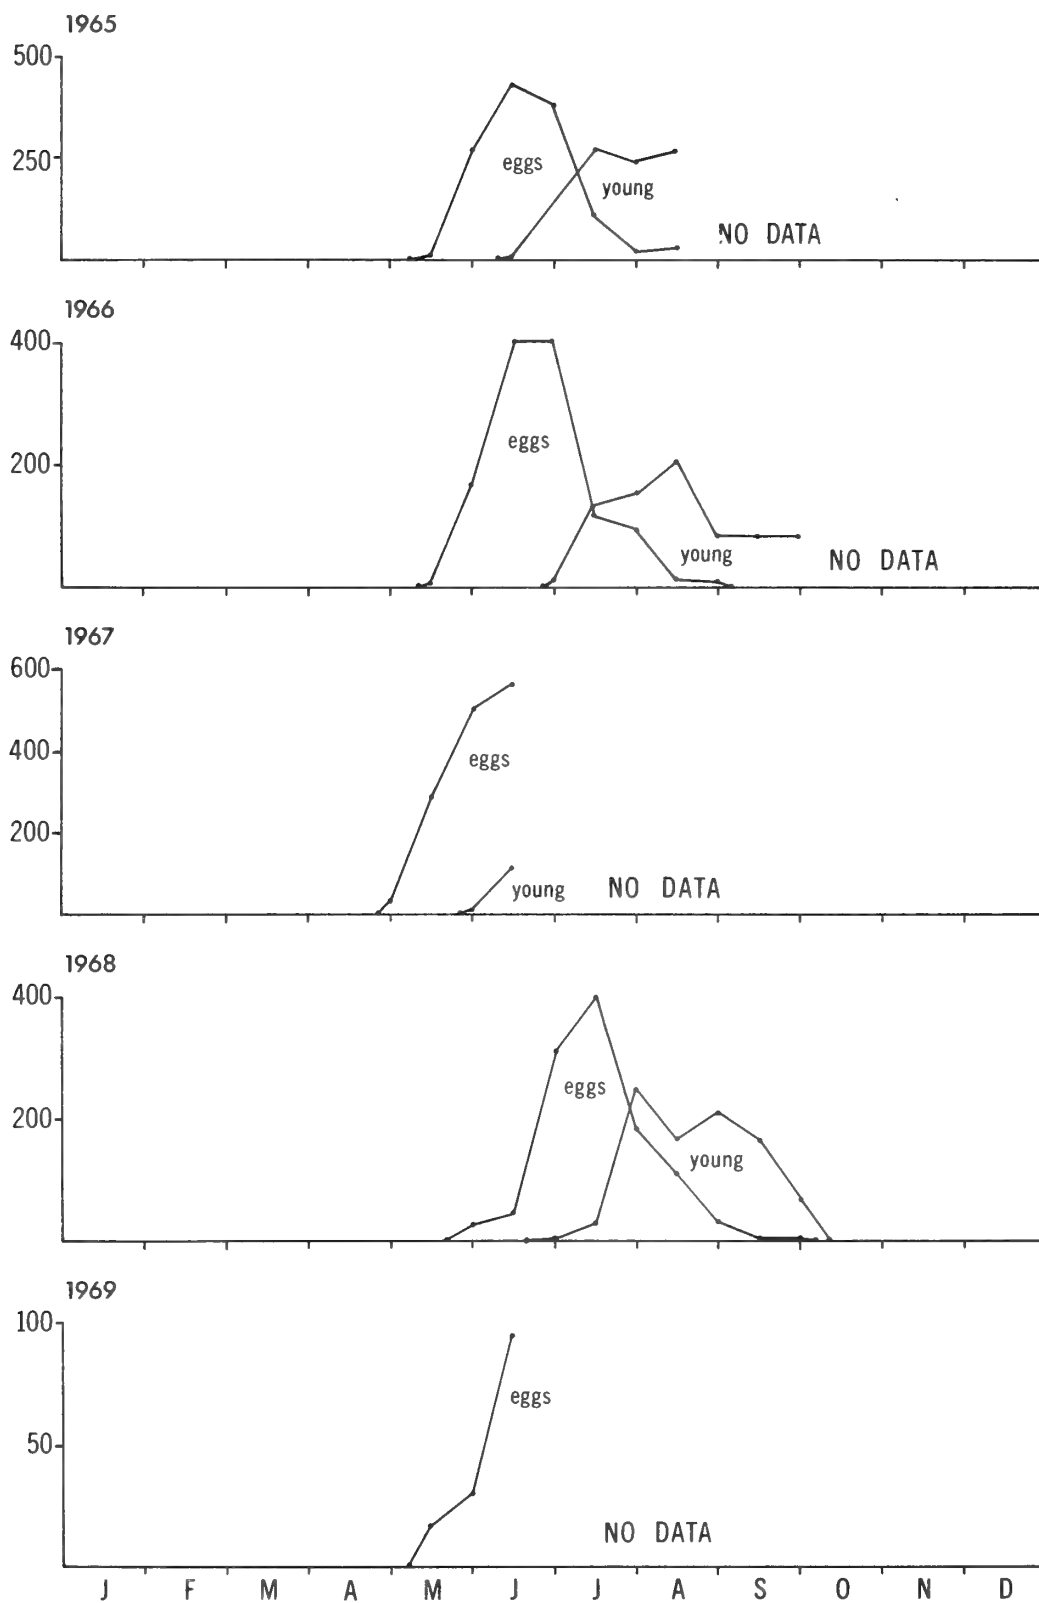 1965
500
250
eggs
young
NO DATA
1966
400
200
eggs
young
NO DATA
1967
600
400
200
eggs
young
NO DATA
1968
400
200
eggs
young
1969
100
50
eggs
NO DATA
J F M A M J J A S O N D